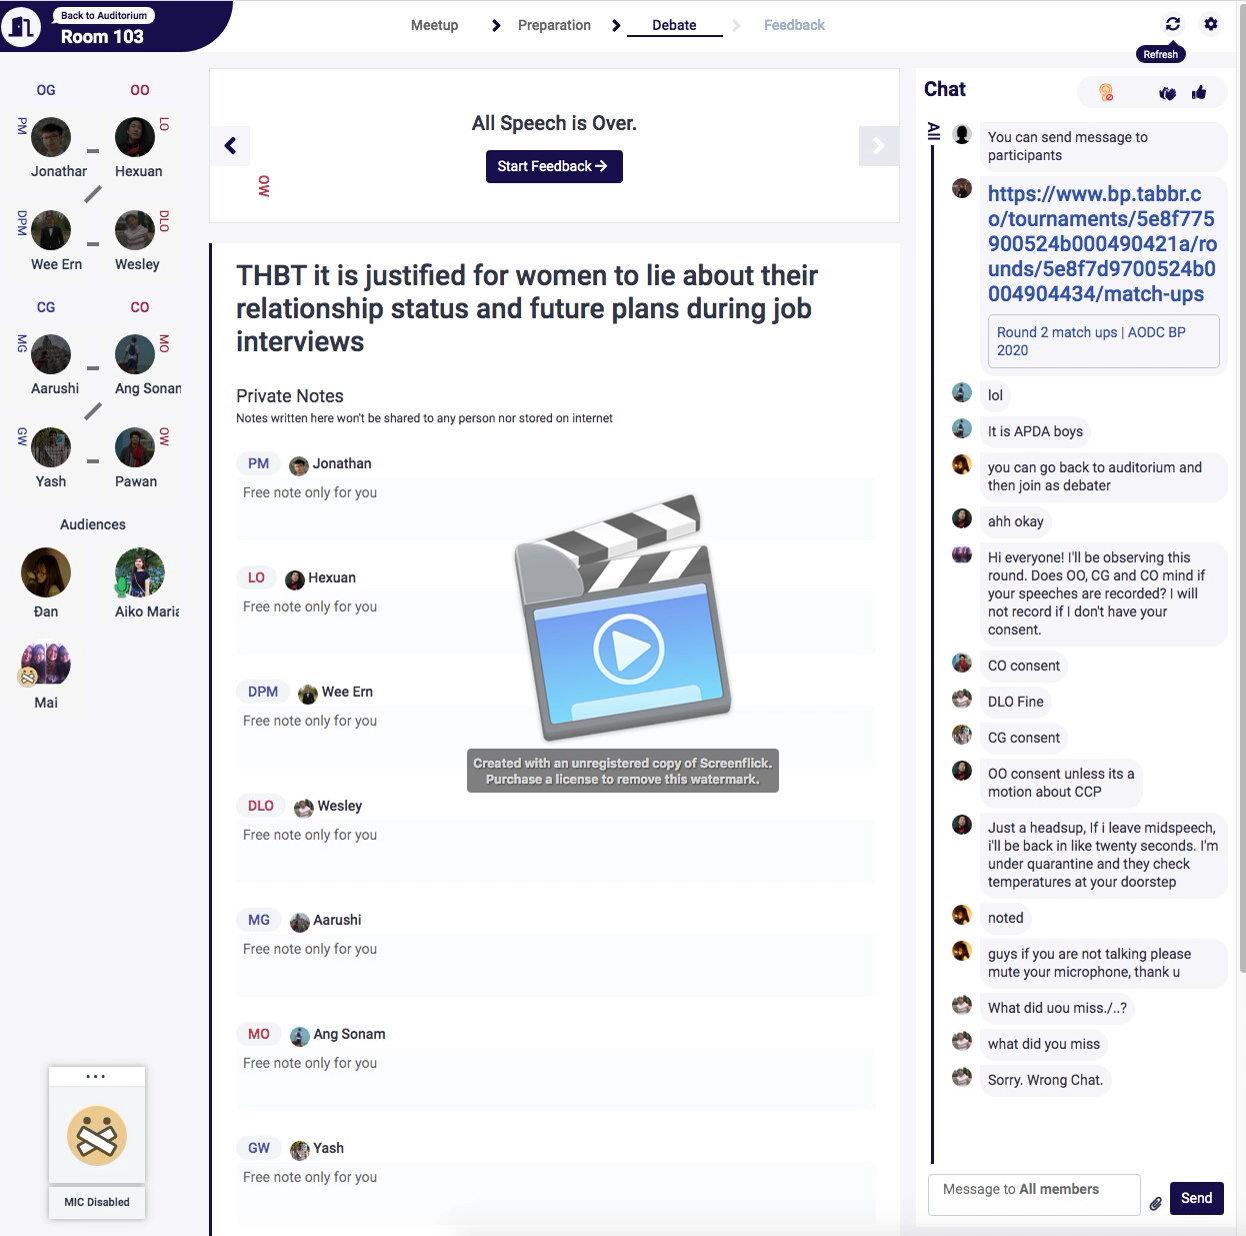 Back to Auditorium
Room 103
Meetup
Preparation
Debate
Feedback
Refresh
OG
OO
PM
Jonathar
LO
Hexuan
DPM
Wee Ern
DLO
Wesley
CG
CO
MG
Aarushi
MO
Ang Sonan
GW
Yash
OW
Pawan
Audiences
Đan
Aiko Maria
Mai
...
MIC Disabled
All Speech is Over.
Start Feedback
OW
THBT it is justified for women to lie about their
relationship status and future plans during job
interviews
Private Notes
Notes written here won't be shared to any person nor stored on internet
PM Jonathan
Free note only for you
LO Hexuan
Free note only for you
DPM Wee Ern
Free note only for you
Created with an unregistered copy of Screenflick.
Purchase a license to remove this watermark.
DLO Wesley
Free note only for you
MG Aarushi
Free note only for you
MO Ang Sonam
Free note only for you
GW Yash
Free note only for you
Chat
All
You can send message to
participants
https://www.bp.tabbr.c
o/tournaments/5e8f775
900524b000490421a/ro
unds/5e8f7d9700524b0
004904434/match-ups
Round 2 match ups | AODC BP
2020
lol
It is APDA boys
you can go back to auditorium and
then join as debater
ahh okay
Hi everyone! I'll be observing this
round. Does OO, CG and CO mind if
your speeches are recorded? I will
not record if I don't have your
consent.
CO consent
DLO Fine
CG consent
OO consent unless its a
motion about CCP
Just a headsup, If i leave midspeech,
i'll be back in like twenty seconds. I'm
under quarantine and they check
temperatures at your doorstep
noted
guys if you are not talking please
mute your microphone, thank u
What did uou miss./..?
what did you miss
Sorry. Wrong Chat.
Message to All members
Send